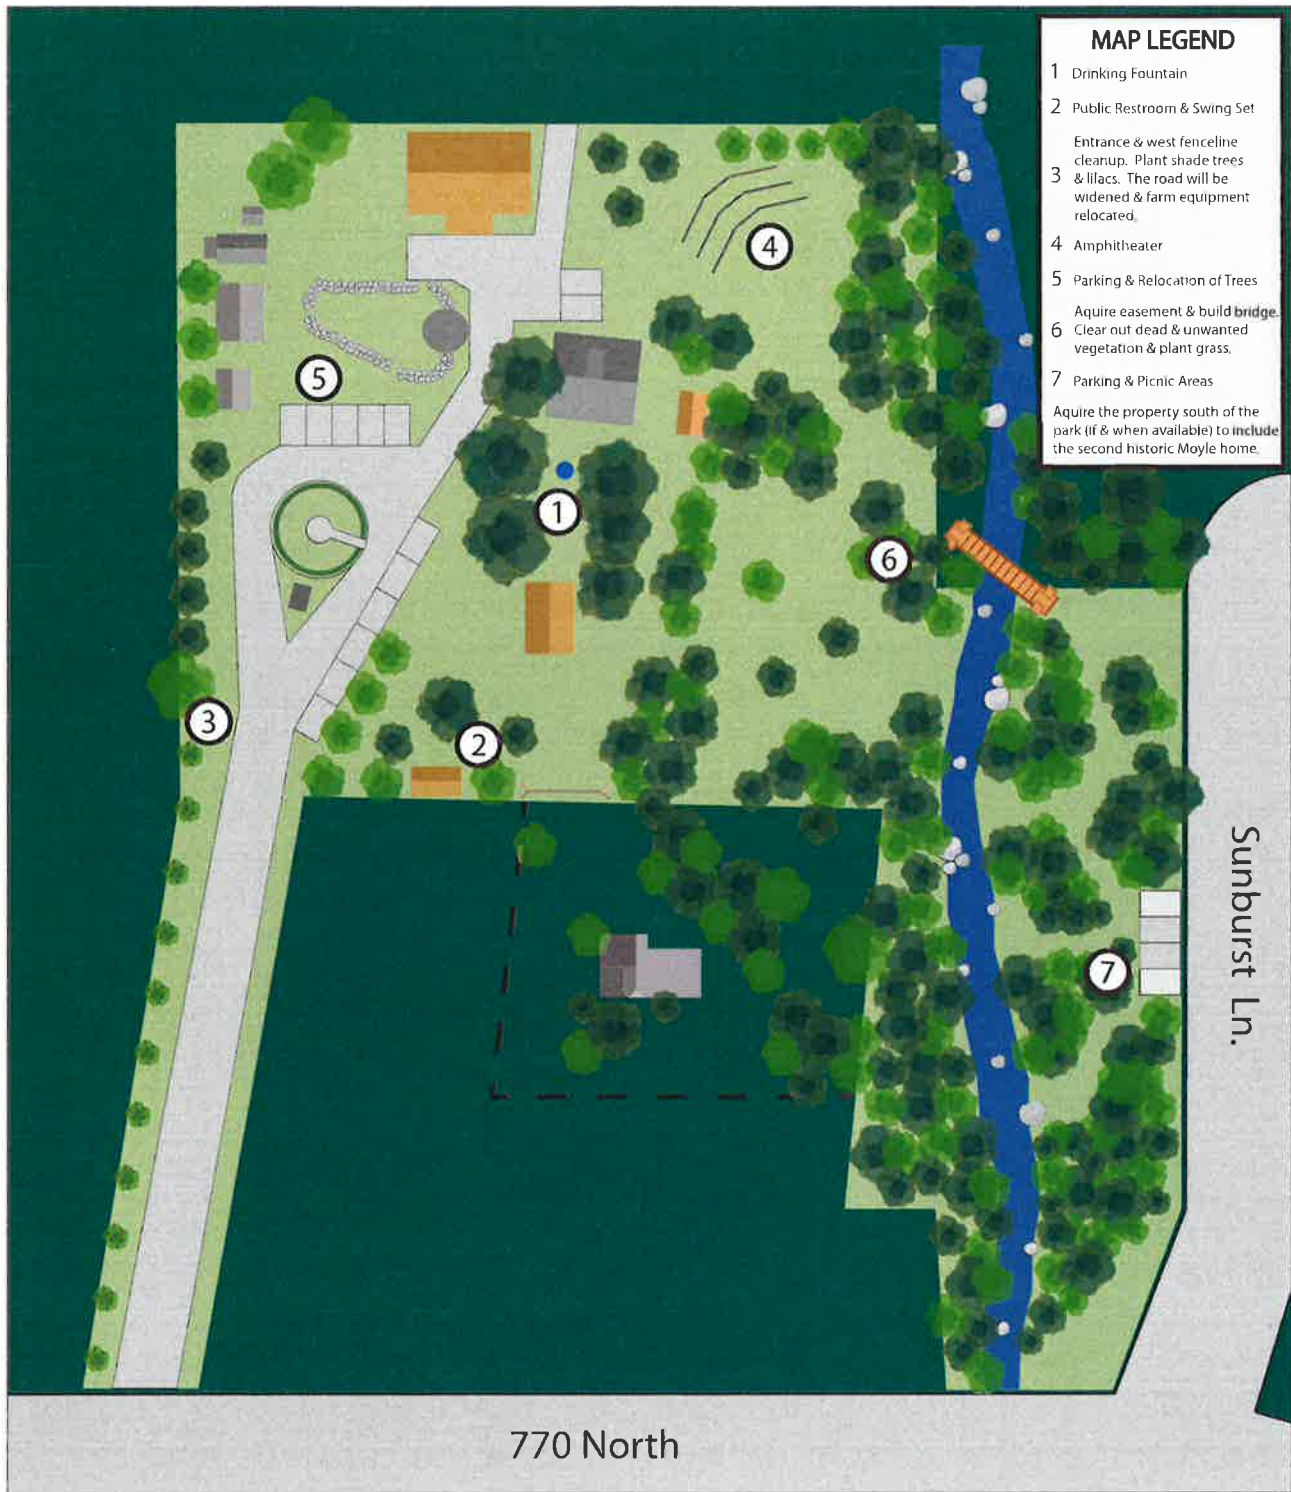 MAP LEGEND
1 Drinking Fountain
2 Public Restroom & Swing Set
Entrance & west fenceline
cleanup. Plant shade trees
3 & lilacs. The road will be
widened & farm equipment
relocated.
4 Amphitheater
5 Parking & Relocation of Trees
Aquire easement & build bridge.
6 Clear out dead & unwanted
vegetation & plant grass.
7 Parking & Picnic Areas
Aquire the property south of the
park (if & when available) to include
the second historic Moyle home.
4
5
1
6
3
2
7
Sunburst Ln.
770 North